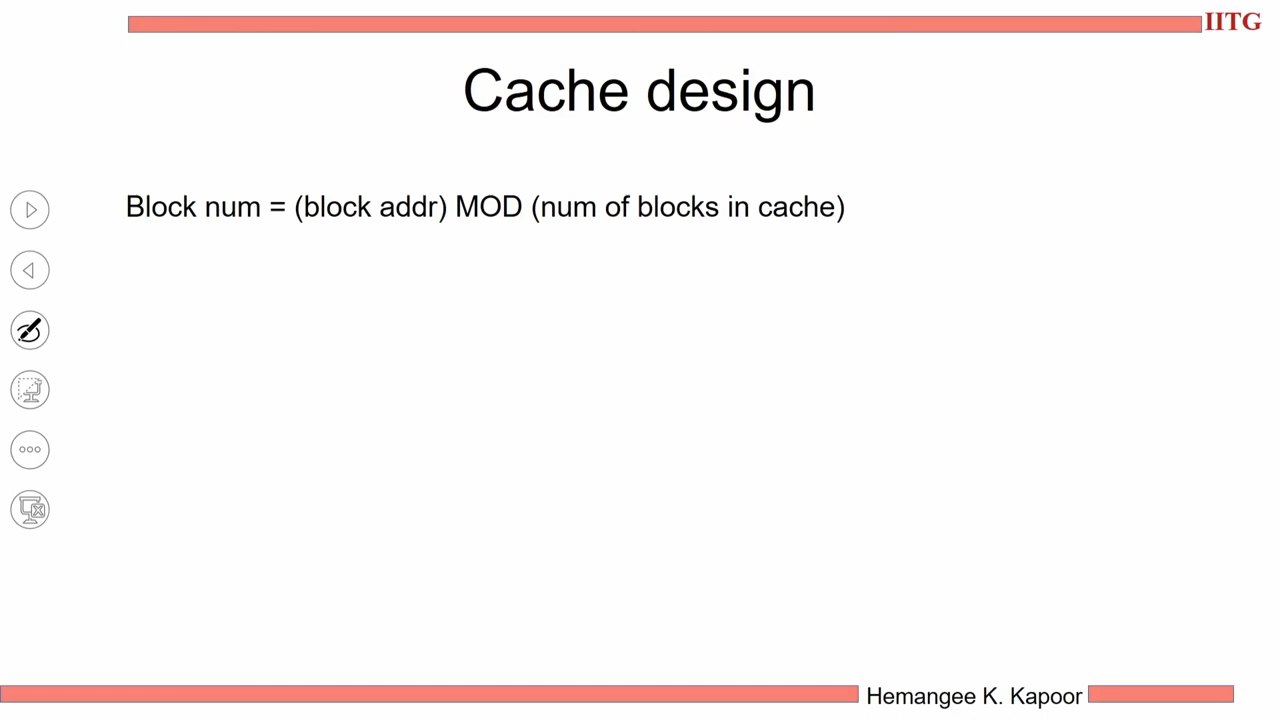 IITG
Cache design
Block num = (block addr) MOD (num of blocks in cache)
Hemangee K. Kapoor